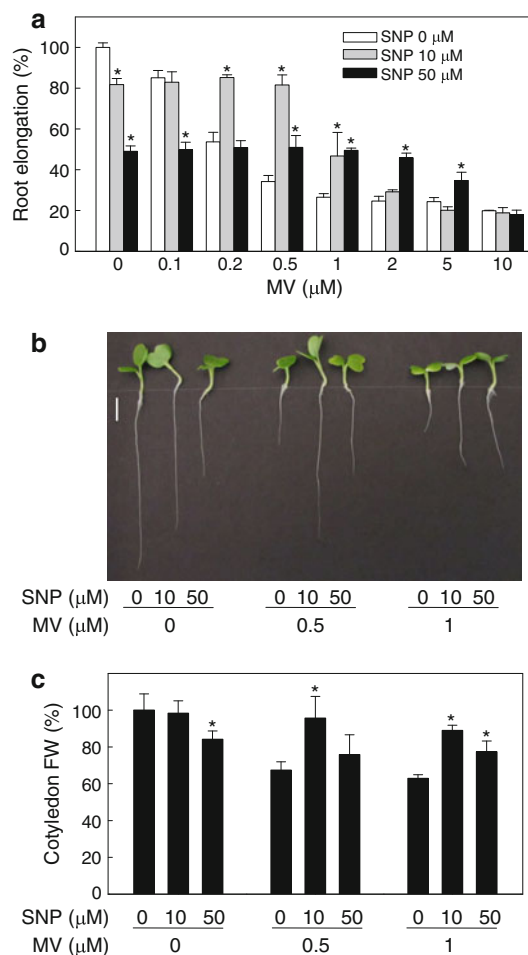 a
SNP 0 μM
SNP 10 μM
SNP 50 μM
Root elongation (%)
100
80
60
40
20
0
* * * * * * * * * *
0 0.1 0.2 0.5 1 2 5 10
MV (μM)
b
SNP (μM) 0 10 50 0 10 50 0 10 50
MV (μM) 0 0.5 1
c
Cotyledon FW (%)
120
100
80
60
40
20
0
* * * *
SNP (μM) 0 10 50 0 10 50 0 10 50
MV (μM) 0 0.5 1